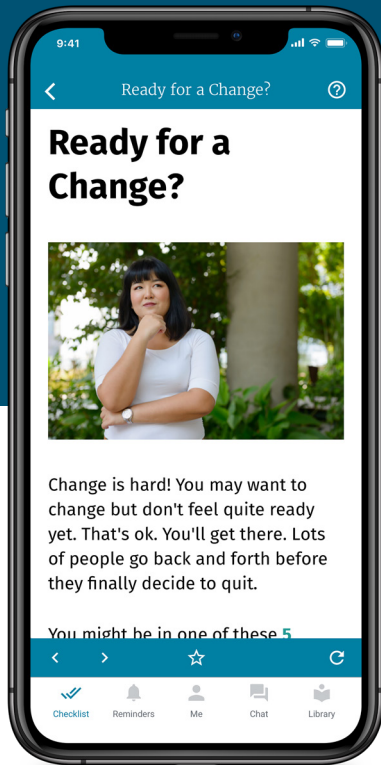 9:41
Ready for a Change?
Ready for a
Change?
Change is hard! You may want to
change but don't feel quite ready
yet. That's ok. You'll get there. Lots
of people go back and forth before
they finally decide to quit.
You might be in one of these 5
Checklist Reminders Me Chat Library